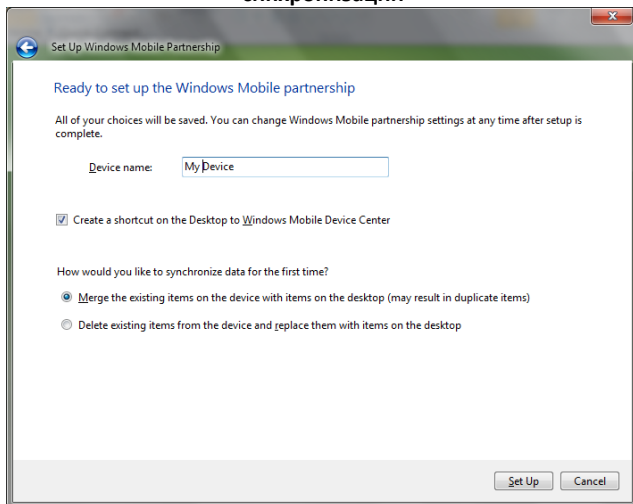 синхронизации
Set Up Windows Mobile Partnership
Ready to set up the Windows Mobile partnership
All of your choices will be saved. You can change Windows Mobile partnership settings at any time after setup is
complete.
Device name: My Device
Create a shortcut on the Desktop to Windows Mobile Device Center
How would you like to synchronize data for the first time?
Merge the existing items on the device with items on the desktop (may result in duplicate items)
Delete existing items from the device and replace them with items on the desktop
Set Up Cancel